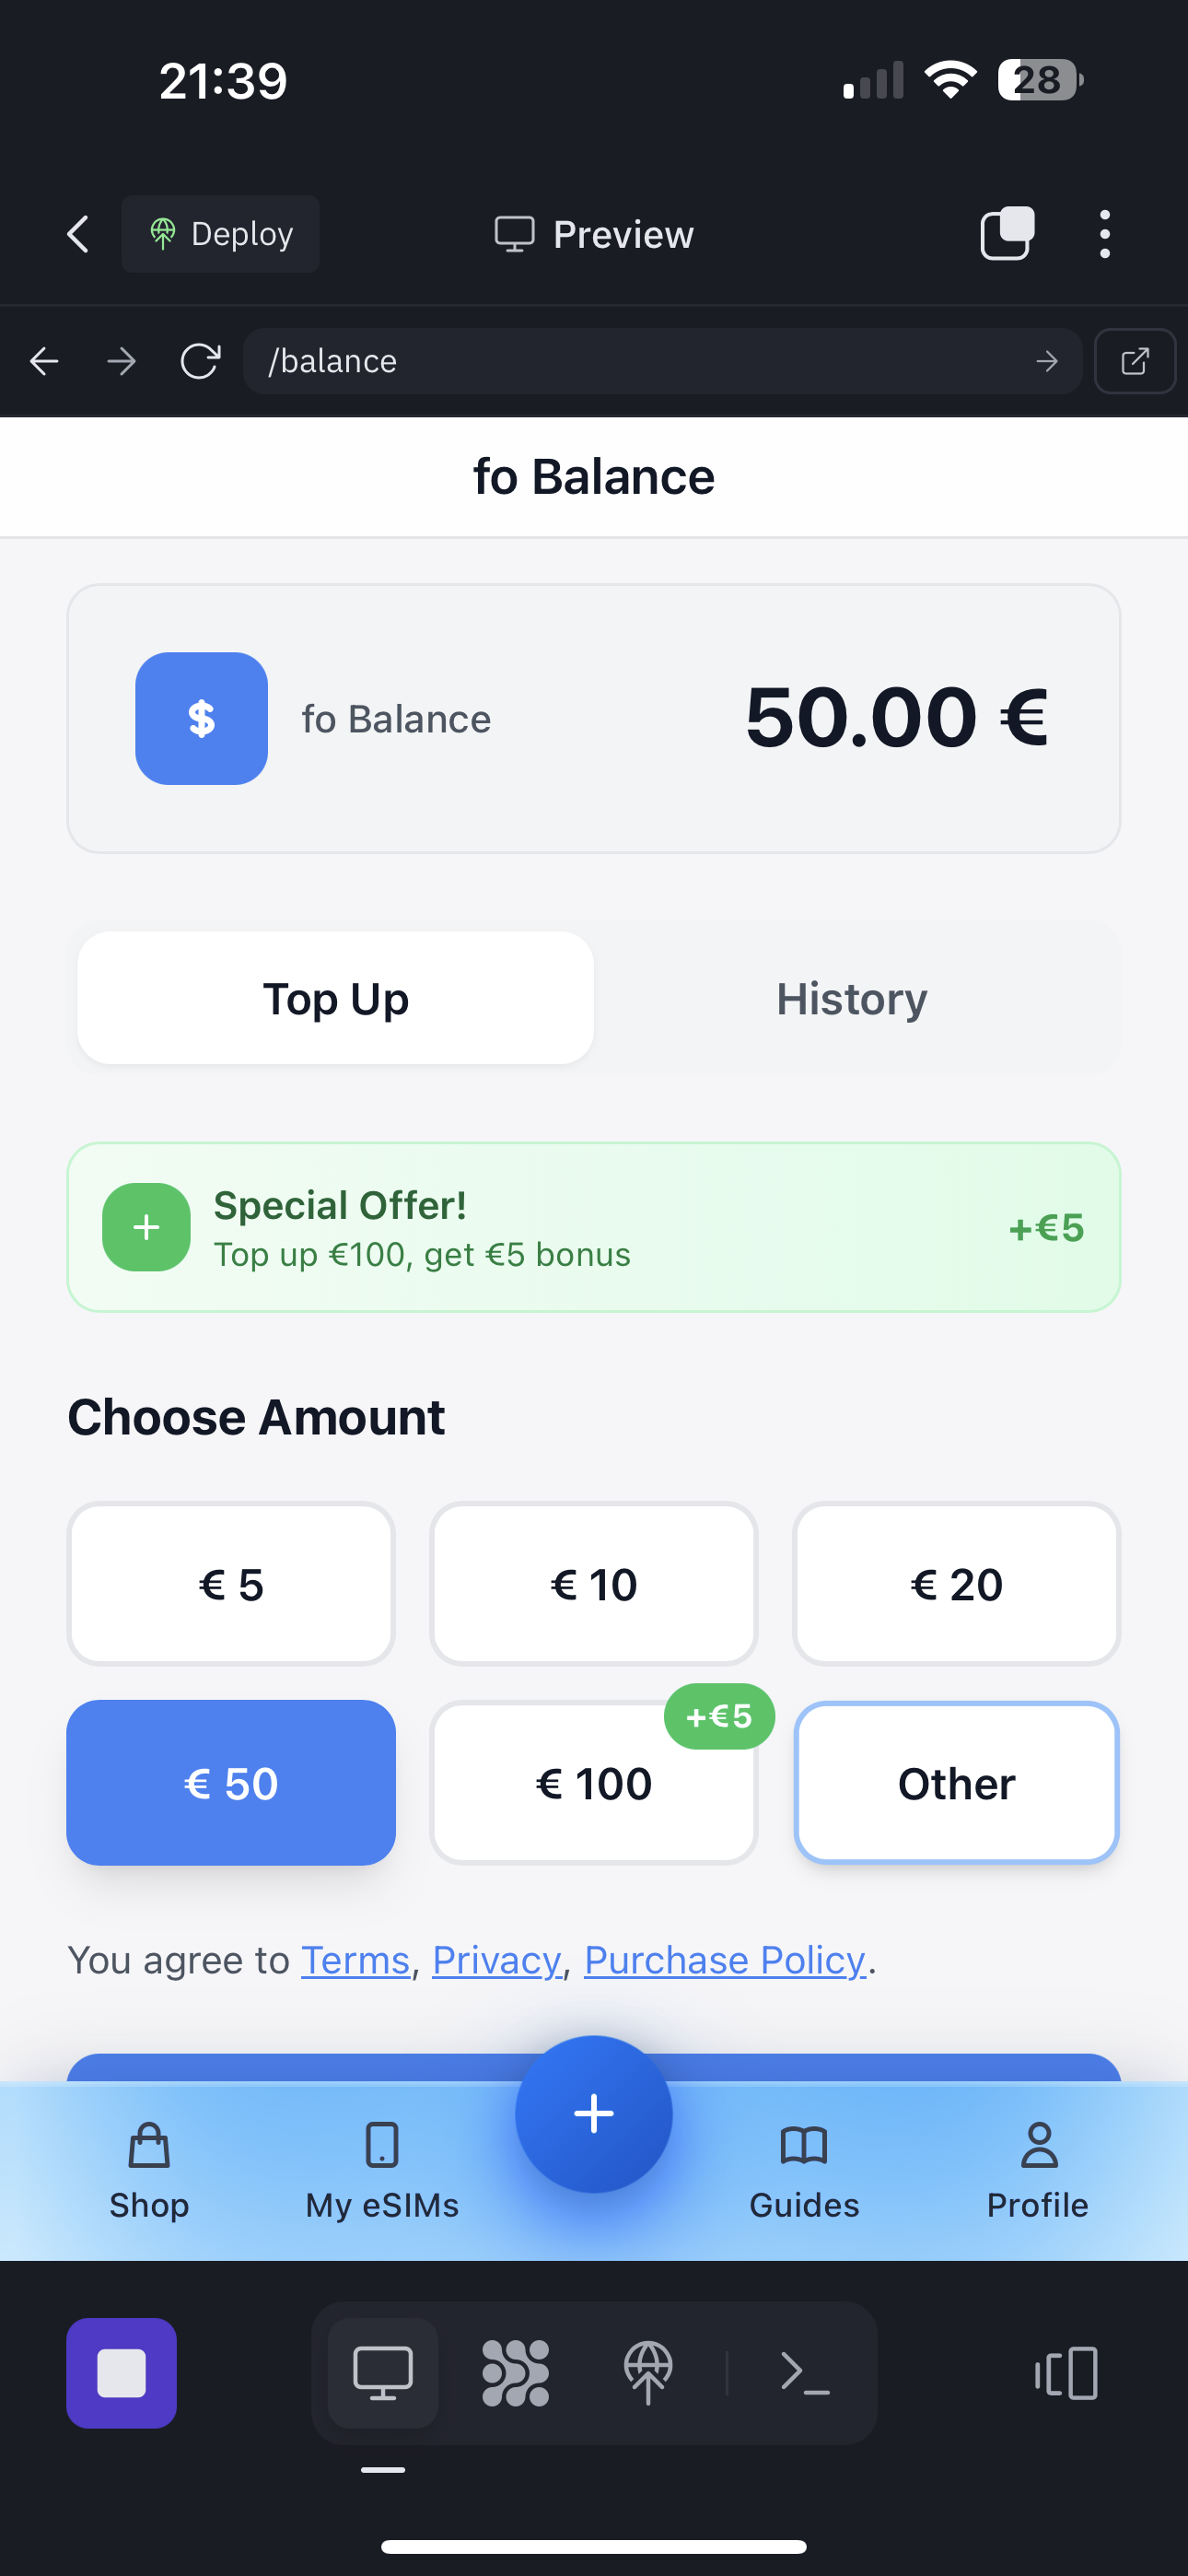 21:39
28
Deploy
Preview
/balance
fo Balance
$
fo Balance
50.00 €
Top Up
History
Special Offer!
Top up €100, get €5 bonus
+€5
Choose Amount
€ 5
€ 10
€ 20
€ 50
+€5
€ 100
Other
You agree to Terms, Privacy, Purchase Policy.
Shop
My eSIMs
Guides
Profile